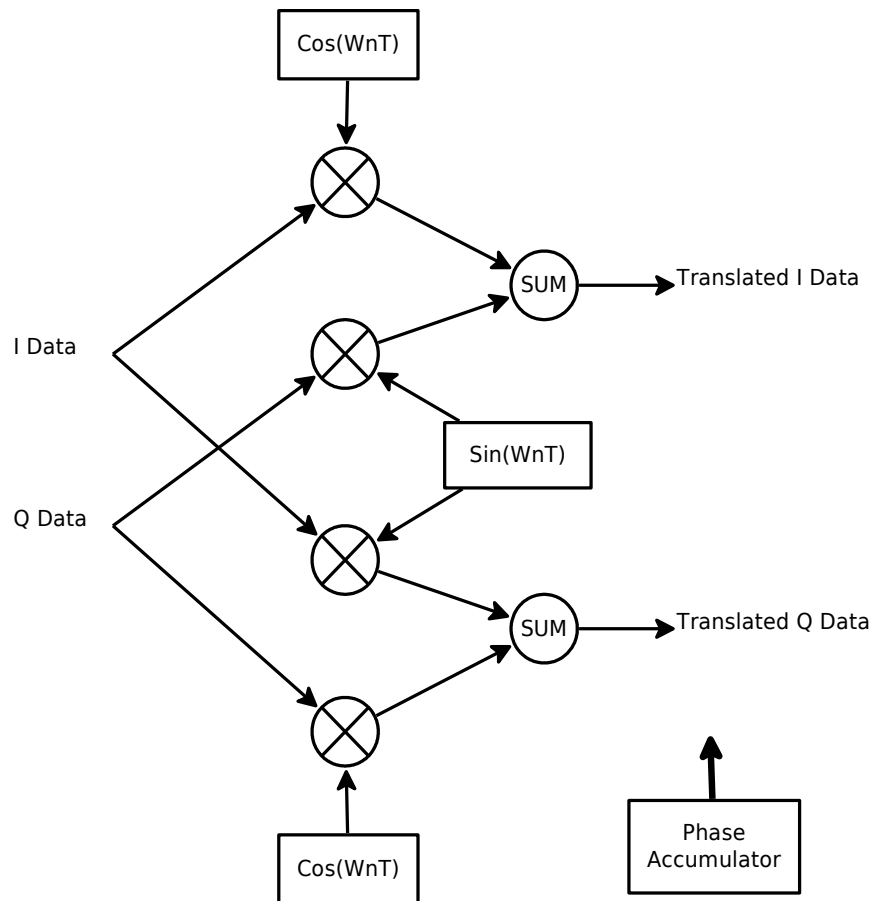 Cos(WnT)
SUM
Translated I Data
I Data
Sin(WnT)
Q Data
SUM
Translated Q Data
Cos(WnT)
Phase
Accumulator